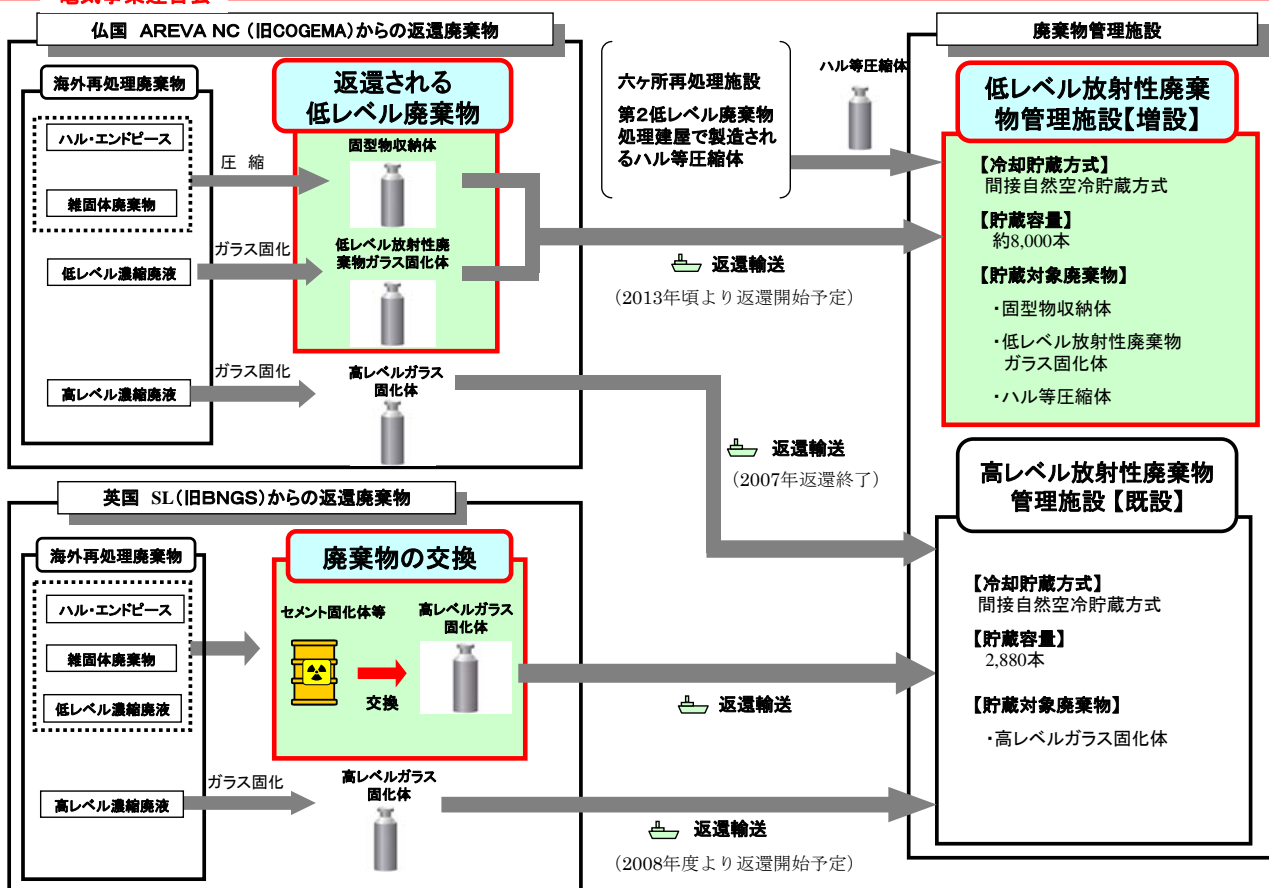 仏国 AREVA NC (旧COGEMA)からの返還廃棄物
海外再処理廃棄物
ハル・エンドピース
雑固体廃棄物
低レベル濃縮廃液
高レベル濃縮廃液
圧 縮
ガラス固化
ガラス固化
返還される
低レベル廃棄物
固型物収納体
低レベル放射性廃
棄物ガラス固化体
高レベルガラス
固化体
六ヶ所再処理施設
第2低レベル廃棄物
処理建屋で製造され
るハル等圧縮体
ハル等圧縮体
返還輸送
(2013年頃より返還開始予定)
返還輸送
(2007年返還終了)
英国 SL(旧BNGS)からの返還廃棄物
海外再処理廃棄物
ハル・エンドピース
雑固体廃棄物
低レベル濃縮廃液
高レベル濃縮廃液
ガラス固化
廃棄物の交換
セメント固化体等
高レベルガラス
固化体
交換
高レベルガラス
固化体
返還輸送
返還輸送
(2008年度より返還開始予定)
廃棄物管理施設
低レベル放射性廃棄
物管理施設【増設】
【冷却貯蔵方式】
間接自然空冷貯蔵方式
【貯蔵容量】
約8,000本
【貯蔵対象廃棄物】
・固型物収納体
・低レベル放射性廃棄物
ガラス固化体
・ハル等圧縮体
高レベル放射性廃棄物
管理施設【既設】
【冷却貯蔵方式】
間接自然空冷貯蔵方式
【貯蔵容量】
2,880本
【貯蔵対象廃棄物】
・高レベルガラス固化体